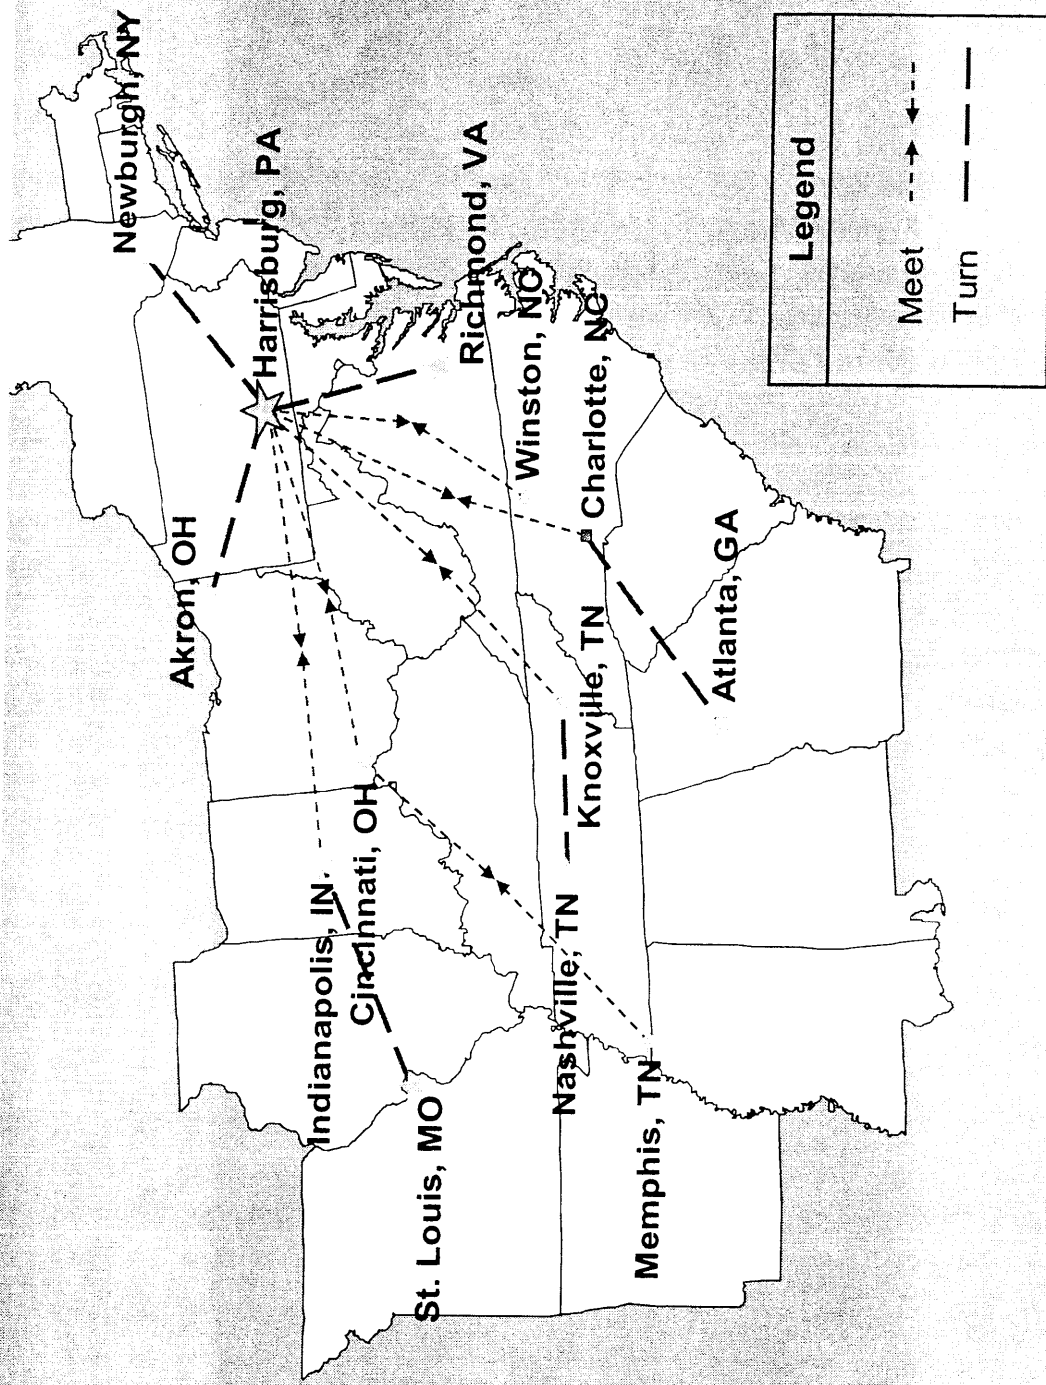 Newburgh, NY
Harrisburg, PA
Akron, OH
Richmond, VA
Winston, NC
Charlotte, NC
Indianapolis, IN
Cincinnati, OH
Knoxville, TN
Atlanta, GA
St. Louis, MO
Nashville, TN
Memphis, TN
Legend
Meet
Turn